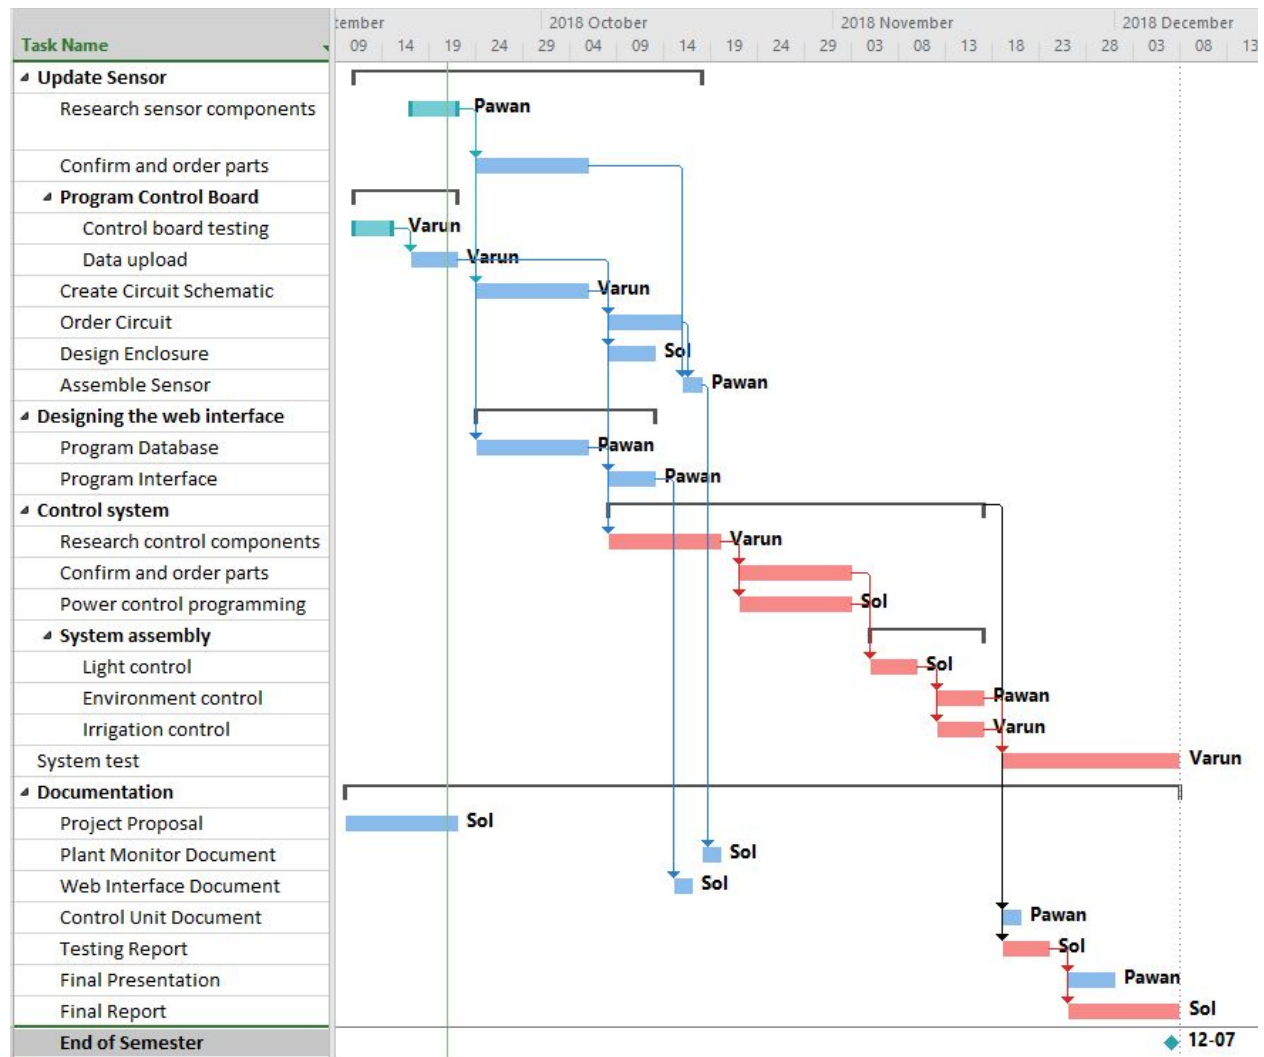 tember 2018 October 2018 November 2018 December
Task Name 09 14 19 24 29 04 09 14 19 24 29 03 08 13 18 23 28 03 08 13
Update Sensor
Research sensor components Pawan
Confirm and order parts
Program Control Board
Control board testing Varun
Data upload Varun
Create Circuit Schematic Varun
Order Circuit
Design Enclosure Sol
Assemble Sensor Pawan
Designing the web interface
Program Database Pawan
Program Interface Pawan
Control system
Research control components Varun
Confirm and order parts
Power control programming Sol
System assembly
Light control Sol
Environment control Pawan
Irrigation control Varun
System test Varun
Documentation
Project Proposal Sol
Plant Monitor Document Sol
Web Interface Document Sol
Control Unit Document Pawan
Testing Report Sol
Final Presentation Pawan
Final Report Sol
End of Semester 12-07